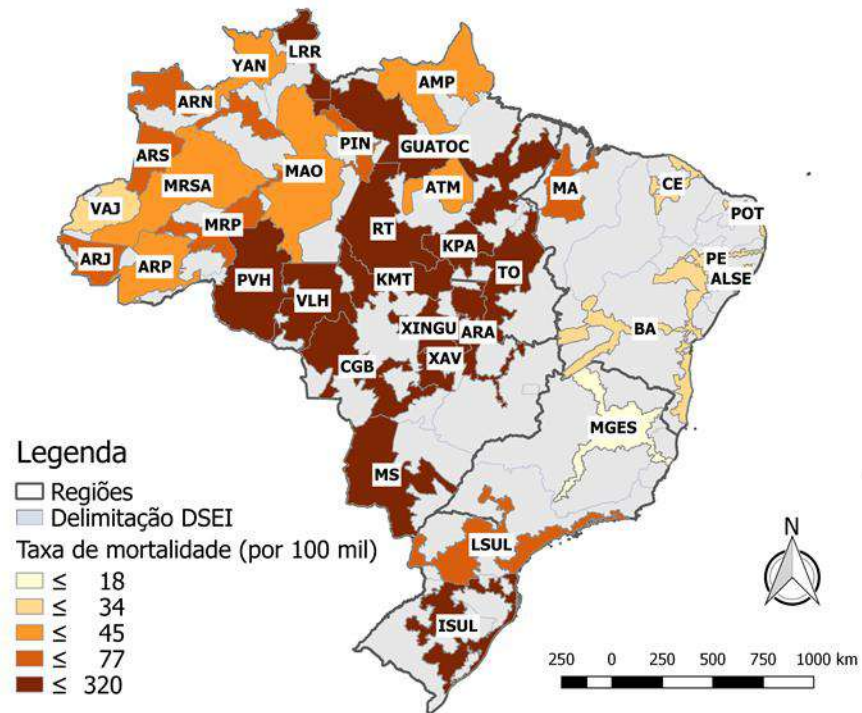 LRR
YAN
AMP
ARN
PIN
GUATOC
ARS
MAO
MA
CE
MRSA
ATM
VAJ
POT
MRP
RT
PE
KPA
ARJ
ARP
TO
ALSE
PVH
KMT
VLH
XINGU
ARA
BA
CGB
XAV
MGES
MS
LSUL
ISUL
Legenda
Regiões
Delimitação DSEI
Taxa de mortalidade (por 100 mil)
≤ 18
≤ 34
≤ 45
≤ 77
≤ 320
N
250 0 250 500 750 1000 km